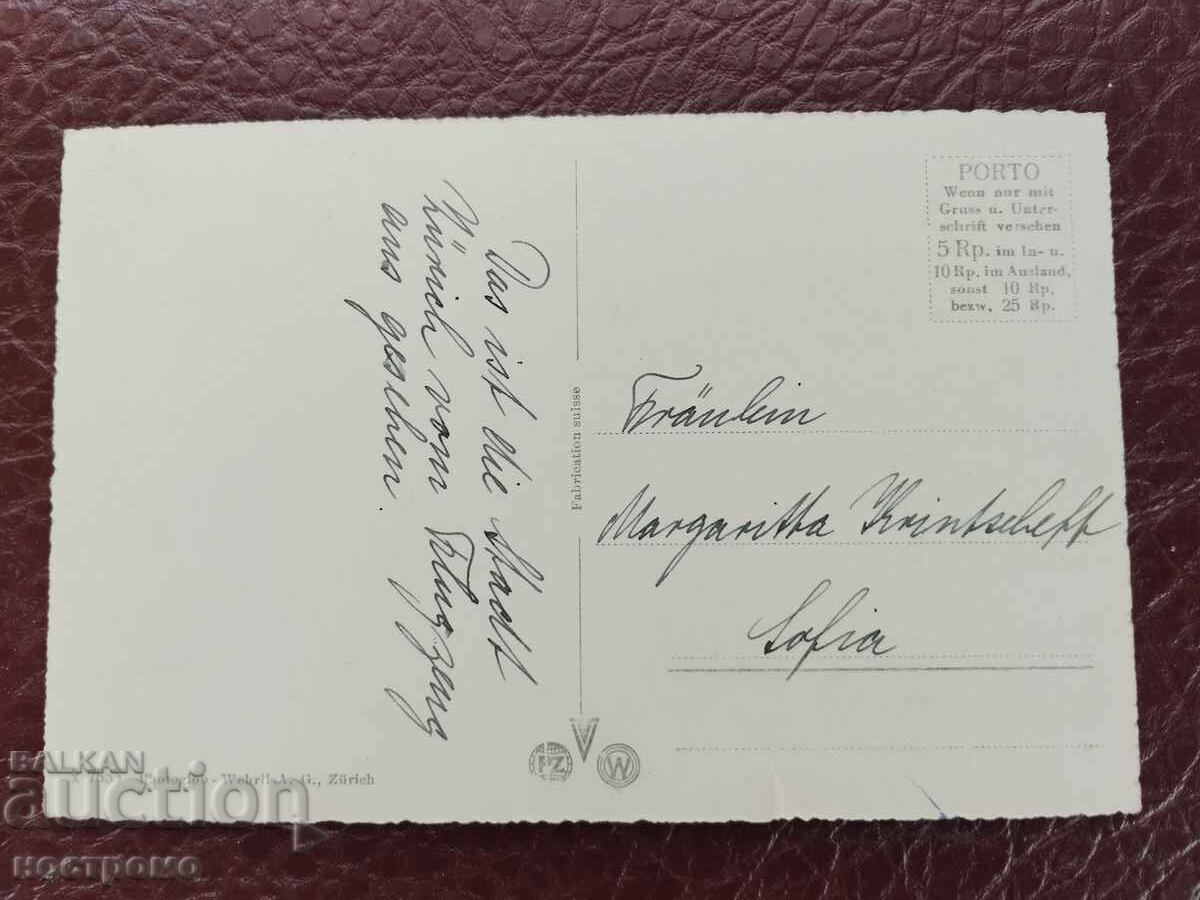 Das ist die Stadt
Zürich vom Flugzeug
aus gesehen
Fabrication suisse
PORTO
Wenn nur mit
Gruss u. Unter-
schrift versehen
5 Rp. im In- u.
10 Rp. im Ausland,
sonst 10 Rp,
bezw, 25 Rp.
Fräulein
Margaritta Krintscheff
Sofia
PZ
W
Photoglob - Wehrli A. G., Zürich
BALKAN
auction
костромо